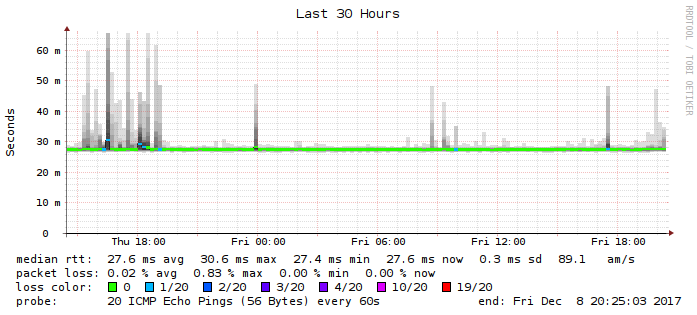 Last 30 Hours
RRDTOOL / TOBI OETIKER
Seconds
60 m
50 m
40 m
30 m
20 m
10 m
0
Thu 18:00 Fri 00:00 Fri 06:00 Fri 12:00 Fri 18:00
median rtt: 27.6 ms avg 30.6 ms max 27.4 ms min 27.6 ms now 0.3 ms sd 89.1 am/s
packet loss: 0.02 % avg 0.83 % max 0.00 % min 0.00 % now
loss color: 0 1/20 2/20 3/20 4/20 10/20 19/20
probe: 20 ICMP Echo Pings (56 Bytes) every 60s end: Fri Dec 8 20:25:03 2017